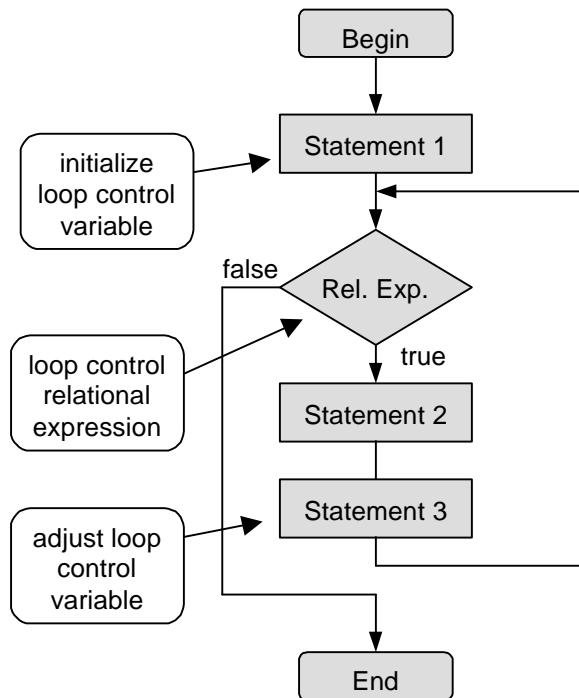 Begin
Statement 1
initialize
loop control
variable
false
Rel. Exp.
true
loop control
relational
expression
Statement 2
Statement 3
adjust loop
control
variable
End